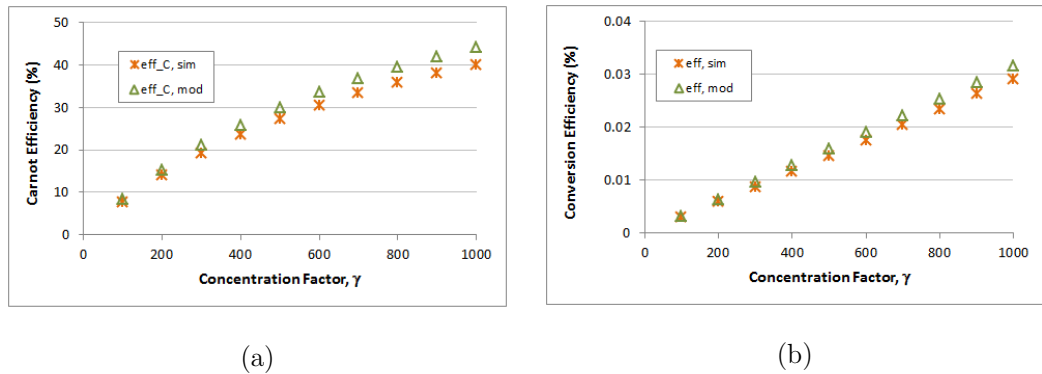 50
40
30
20
10
0
Carnot Efficiency (%)
eff_C, sim
eff_C, mod
0 200 400 600 800 1000
Concentration Factor, γ
(a)
0.04
0.03
0.02
0.01
0
Conversion Efficiency (%)
eff, sim
eff, mod
0 200 400 600 800 1000
Concentration Factor, γ
(b)